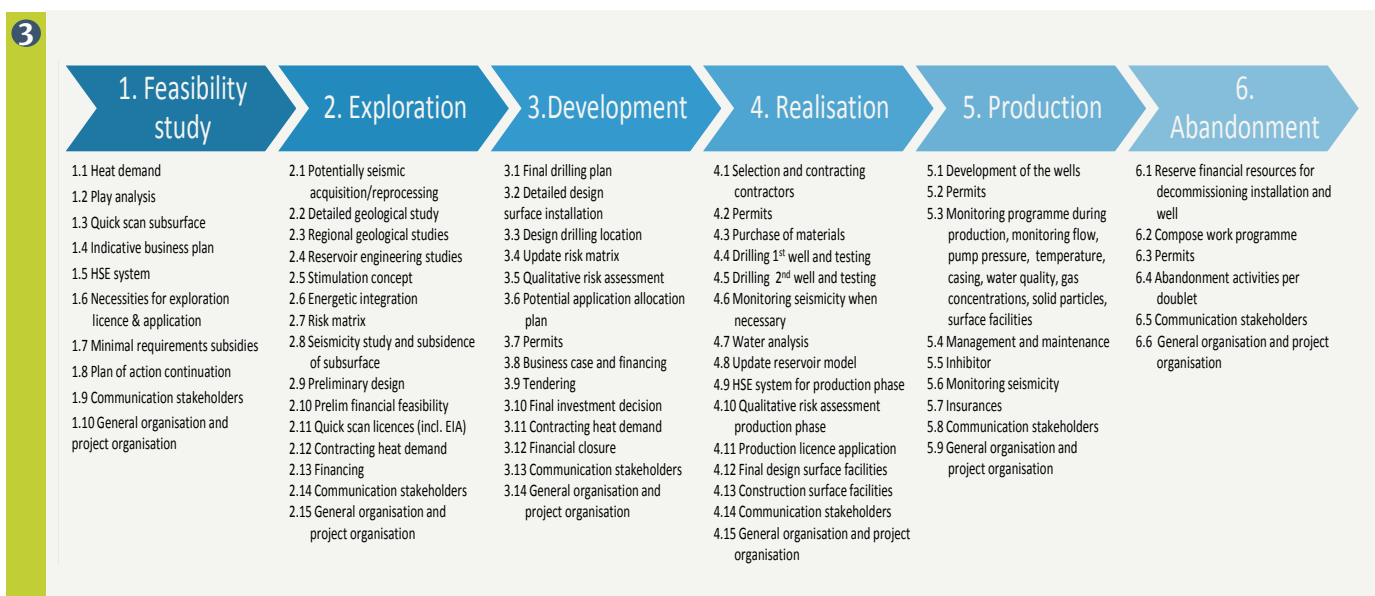 3
1. Feasibility
study
2. Exploration
3.Development
4. Realisation
5. Production
6.
Abandonment
1.1 Heat demand
1.2 Play analysis
1.3 Quick scan subsurface
1.4 Indicative business plan
1.5 HSE system
1.6 Necessities for exploration
licence & application
1.7 Minimal requirements subsidies
1.8 Plan of action continuation
1.9 Communication stakeholders
1.10 General organisation and
project organisation
2.1 Potentially seismic
acquisition/reprocessing
2.2 Detailed geological study
2.3 Regional geological studies
2.4 Reservoir engineering studies
2.5 Stimulation concept
2.6 Energetic integration
2.7 Risk matrix
2.8 Seismicity study and subsidence
of subsurface
2.9 Preliminary design
2.10 Prelim financial feasibility
2.11 Quick scan licences (incl. EIA)
2.12 Contracting heat demand
2.13 Financing
2.14 Communication stakeholders
2.15 General organisation and
project organisation
3.1 Final drilling plan
3.2 Detailed design
surface installation
3.3 Design drilling location
3.4 Update risk matrix
3.5 Qualitative risk assessment
3.6 Potential application allocation
plan
3.7 Permits
3.8 Business case and financing
3.9 Tendering
3.10 Final investment decision
3.11 Contracting heat demand
3.12 Financial closure
3.13 Communication stakeholders
3.14 General organisation and
project organisation
4.1 Selection and contracting
contractors
4.2 Permits
4.3 Purchase of materials
4.4 Drilling 1st well and testing
4.5 Drilling 2nd well and testing
4.6 Monitoring seismicity when
necessary
4.7 Water analysis
4.8 Update reservoir model
4.9 HSE system for production phase
4.10 Qualitative risk assessment
production phase
4.11 Production licence application
4.12 Final design surface facilities
4.13 Construction surface facilities
4.14 Communication stakeholders
4.15 General organisation and project
organisation
5.1 Development of the wells
5.2 Permits
5.3 Monitoring programme during
production, monitoring flow,
pump pressure, temperature,
casing, water quality, gas
concentrations, solid particles,
surface facilities
5.4 Management and maintenance
5.5 Inhibitor
5.6 Monitoring seismicity
5.7 Insurances
5.8 Communication stakeholders
5.9 General organisation and
project organisation
6.1 Reserve financial resources for
decommissioning installation and
well
6.2 Compose work programme
6.3 Permits
6.4 Abandonment activities per
doublet
6.5 Communication stakeholders
6.6 General organisation and project
organisation